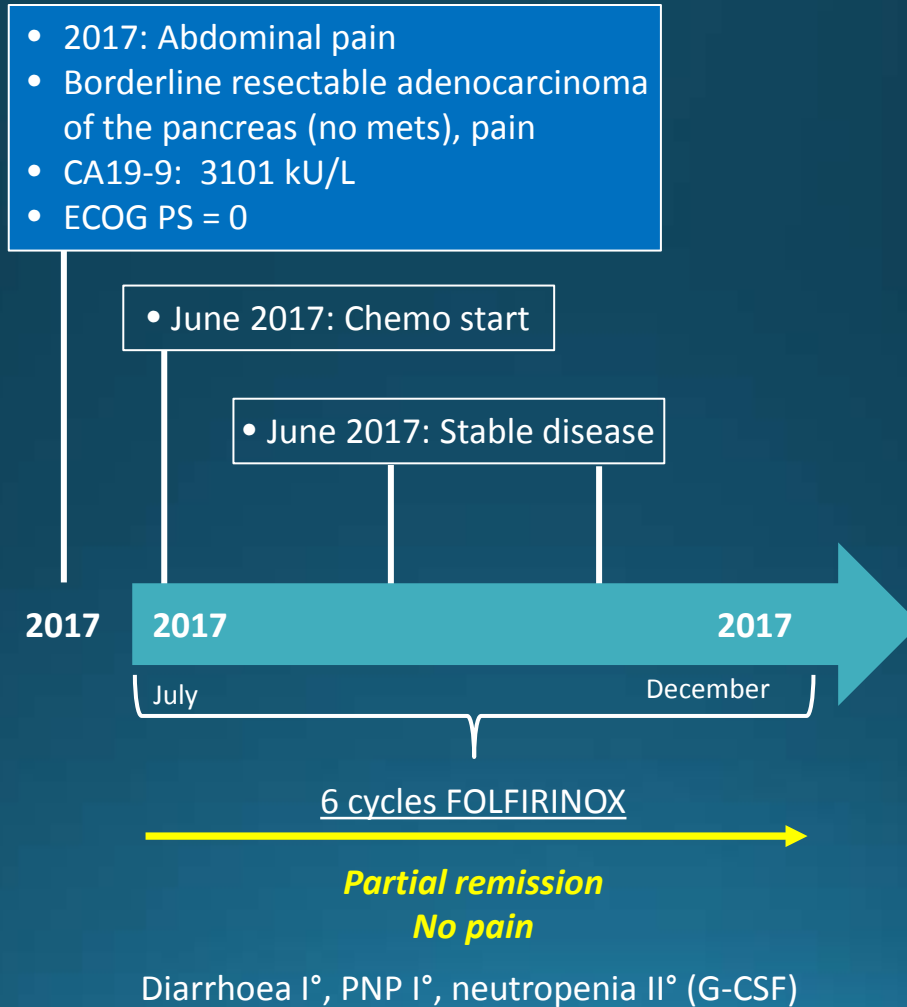 • 2017: Abdominal pain
• Borderline resectable adenocarcinoma
of the pancreas (no mets), pain
• CA19-9: 3101 kU/L
• ECOG PS = 0
• June 2017: Chemo start
• June 2017: Stable disease
2017 2017 2017
July December
6 cycles FOLFIRINOX
Partial remission
No pain
Diarrhoea I°, PNP I°, neutropenia II° (G-CSF)